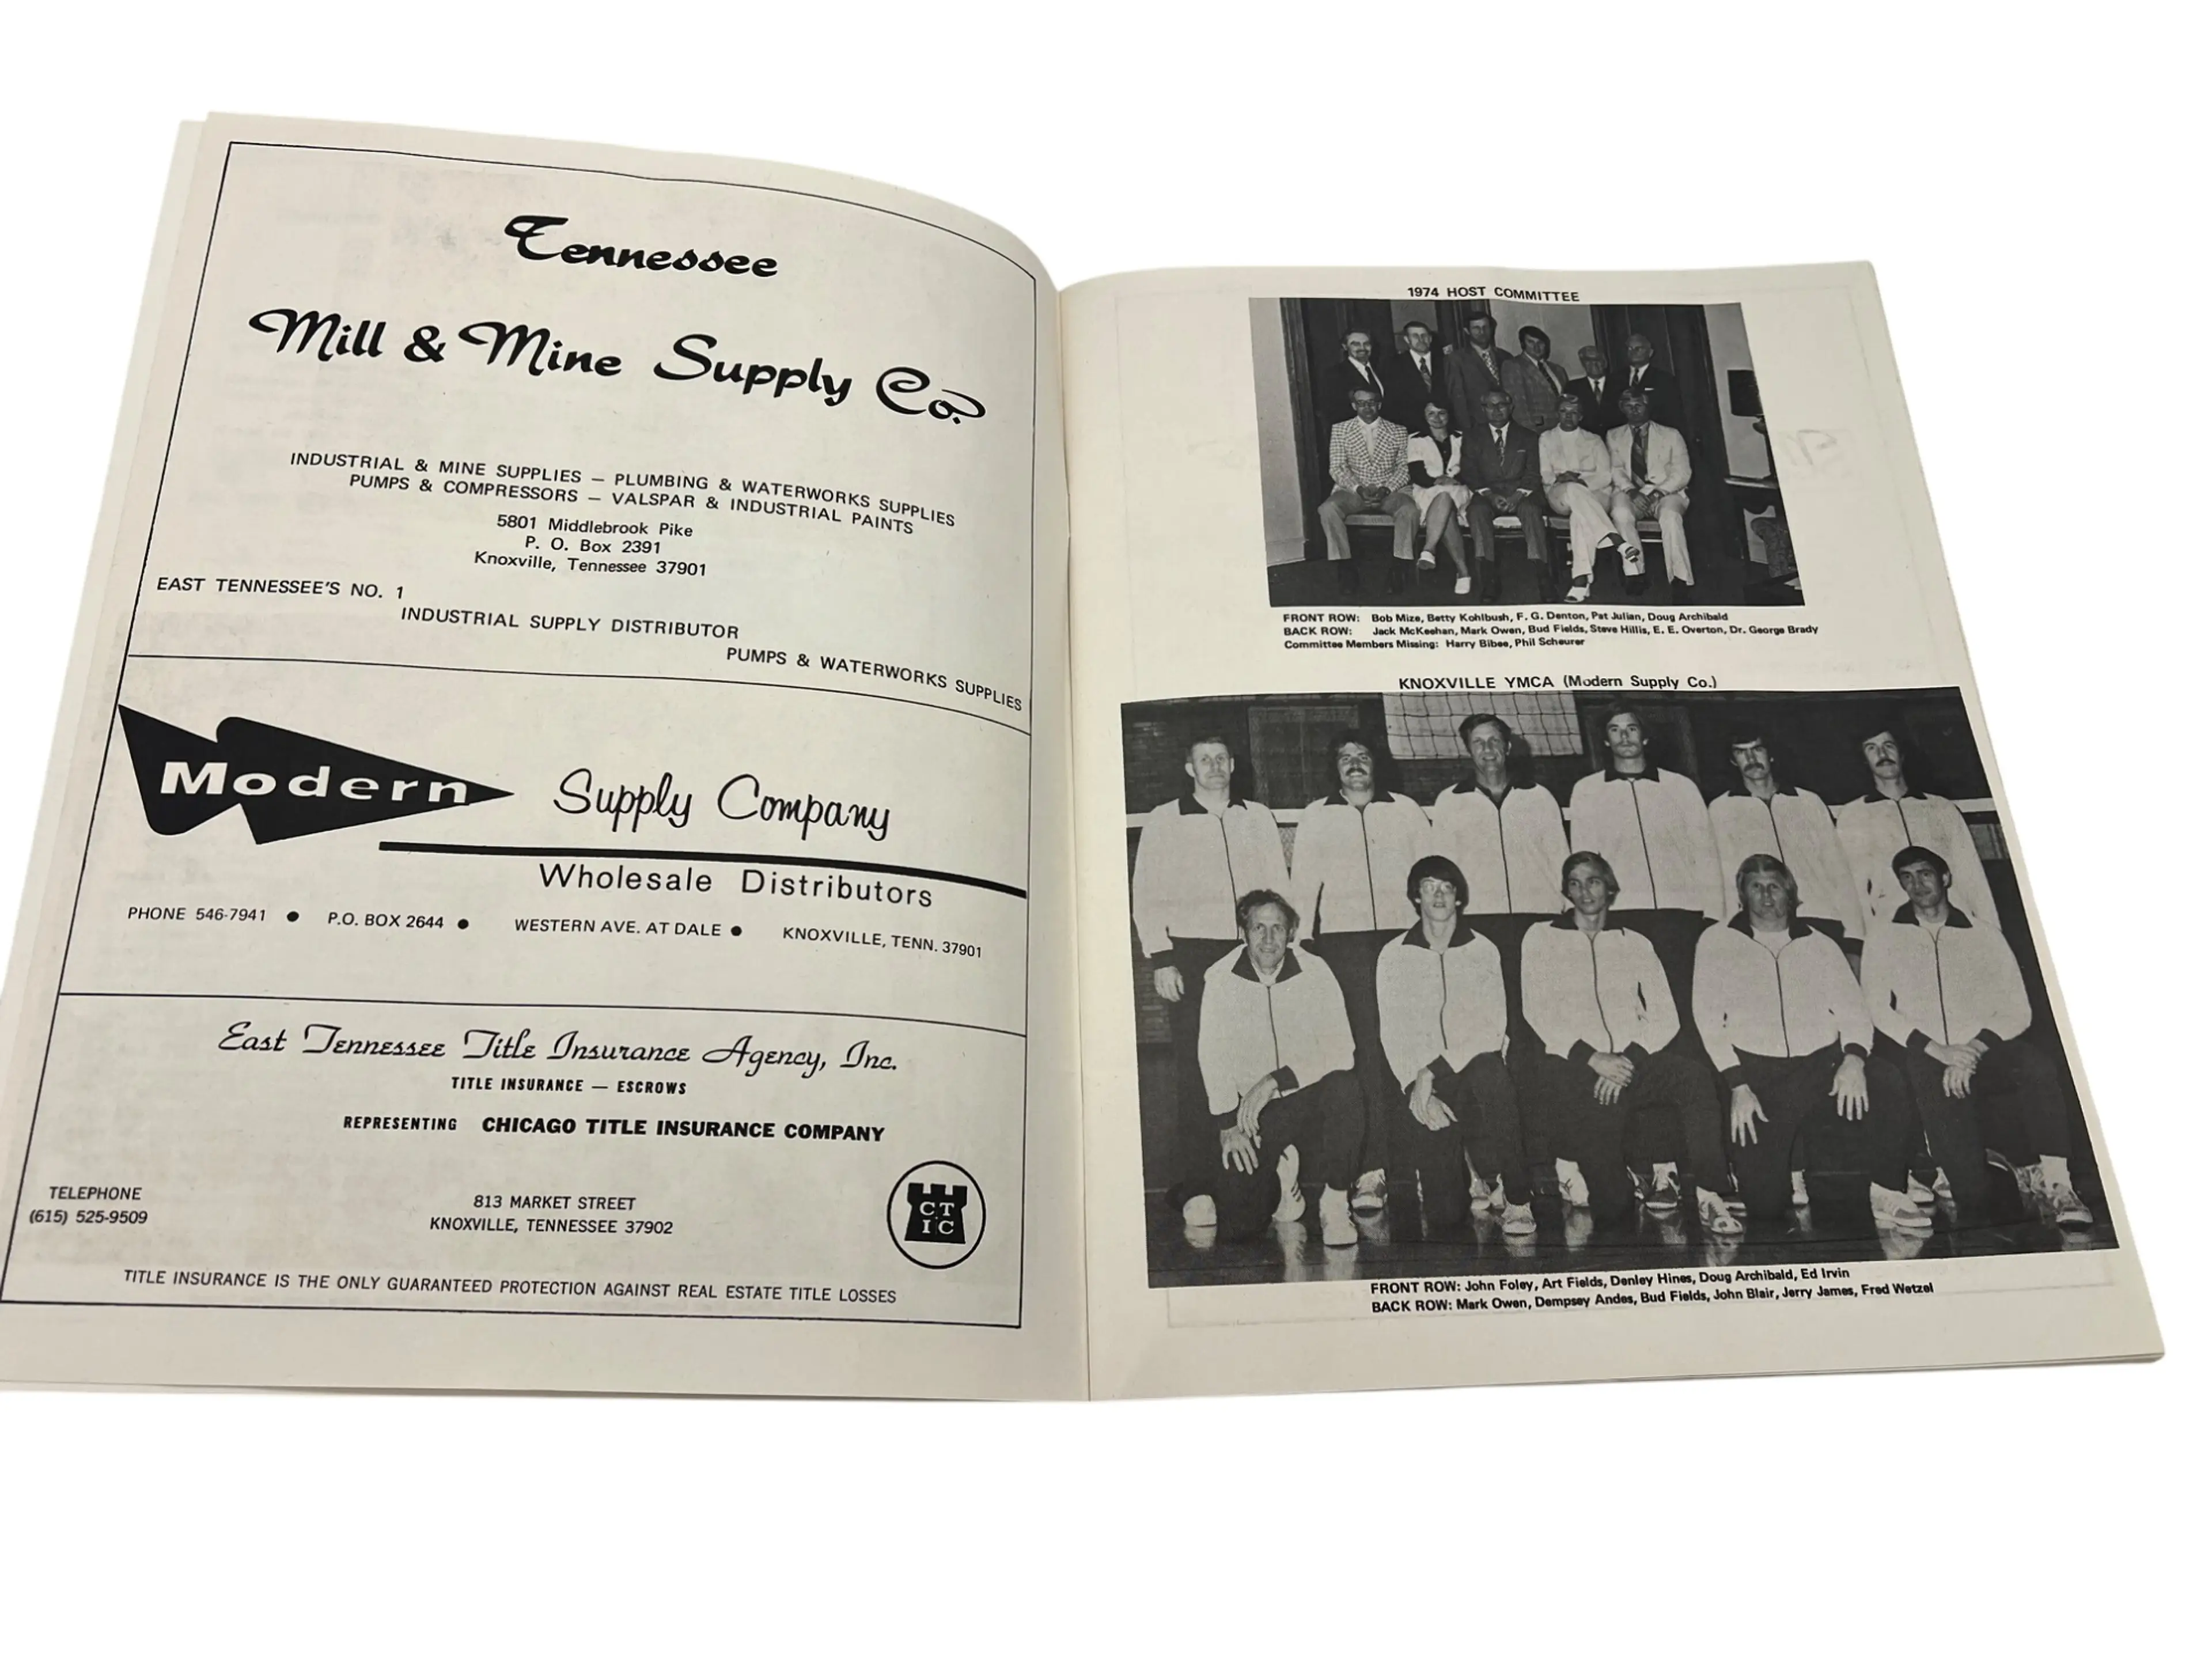 Tennessee
Mill & Mine Supply Co.
INDUSTRIAL & MINE SUPPLIES — PLUMBING & WATERWORKS SUPPLIES
PUMPS & COMPRESSORS — VALSPAR & INDUSTRIAL PAINTS
5801 Middlebrook Pike
P. O. Box 2391
Knoxville, Tennessee 37901
EAST TENNESSEE'S NO. 1
INDUSTRIAL SUPPLY DISTRIBUTOR
PUMPS & WATERWORKS SUPPLIES
Modern Supply Company
Wholesale Distributors
PHONE 546-7941 ● P.O. BOX 2644 ● WESTERN AVE. AT DALE ● KNOXVILLE, TENN. 37901
East Tennessee Title Insurance Agency, Inc.
TITLE INSURANCE — ESCROWS
REPRESENTING CHICAGO TITLE INSURANCE COMPANY
TELEPHONE
(615) 525-9509
813 MARKET STREET
KNOXVILLE, TENNESSEE 37902
C T
I C
TITLE INSURANCE IS THE ONLY GUARANTEED PROTECTION AGAINST REAL ESTATE TITLE LOSSES
1974 HOST COMMITTEE
FRONT ROW: Bob Mize, Betty Kohlbush, F. G. Denton, Pat Julian, Doug Archibald
BACK ROW: Jack McKeehan, Mark Owen, Bud Fields, Steve Hillis, E. E. Overton, Dr. George Brady
Committee Members Missing: Harry Bibee, Phil Scheurer
KNOXVILLE YMCA (Modern Supply Co.)
FRONT ROW: John Foley, Art Fields, Denley Hines, Doug Archibald, Ed Irvin
BACK ROW: Mark Owen, Dempsey Andes, Bud Fields, John Blair, Jerry James, Fred Wetzel